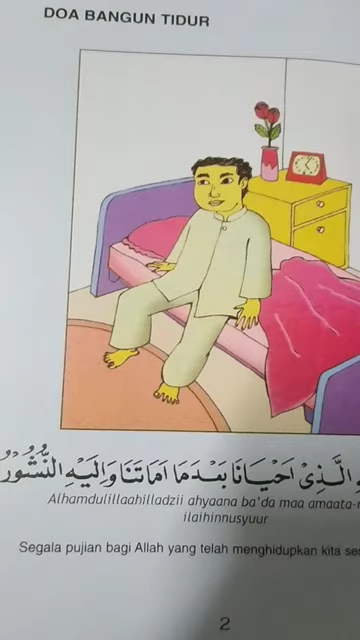 DOA BANGUN TIDUR
الَّذِىْ اَحْيَانَا بَعْدَمَا اَمَاتَنَا وَاِلَيْهِ النُّشُوْرُ
Alhamdulillaahilladzii ahyaana ba'da maa amaata-
ilaihinnusyuur
Segala pujian bagi Allah yang telah menghidupkan kita
2